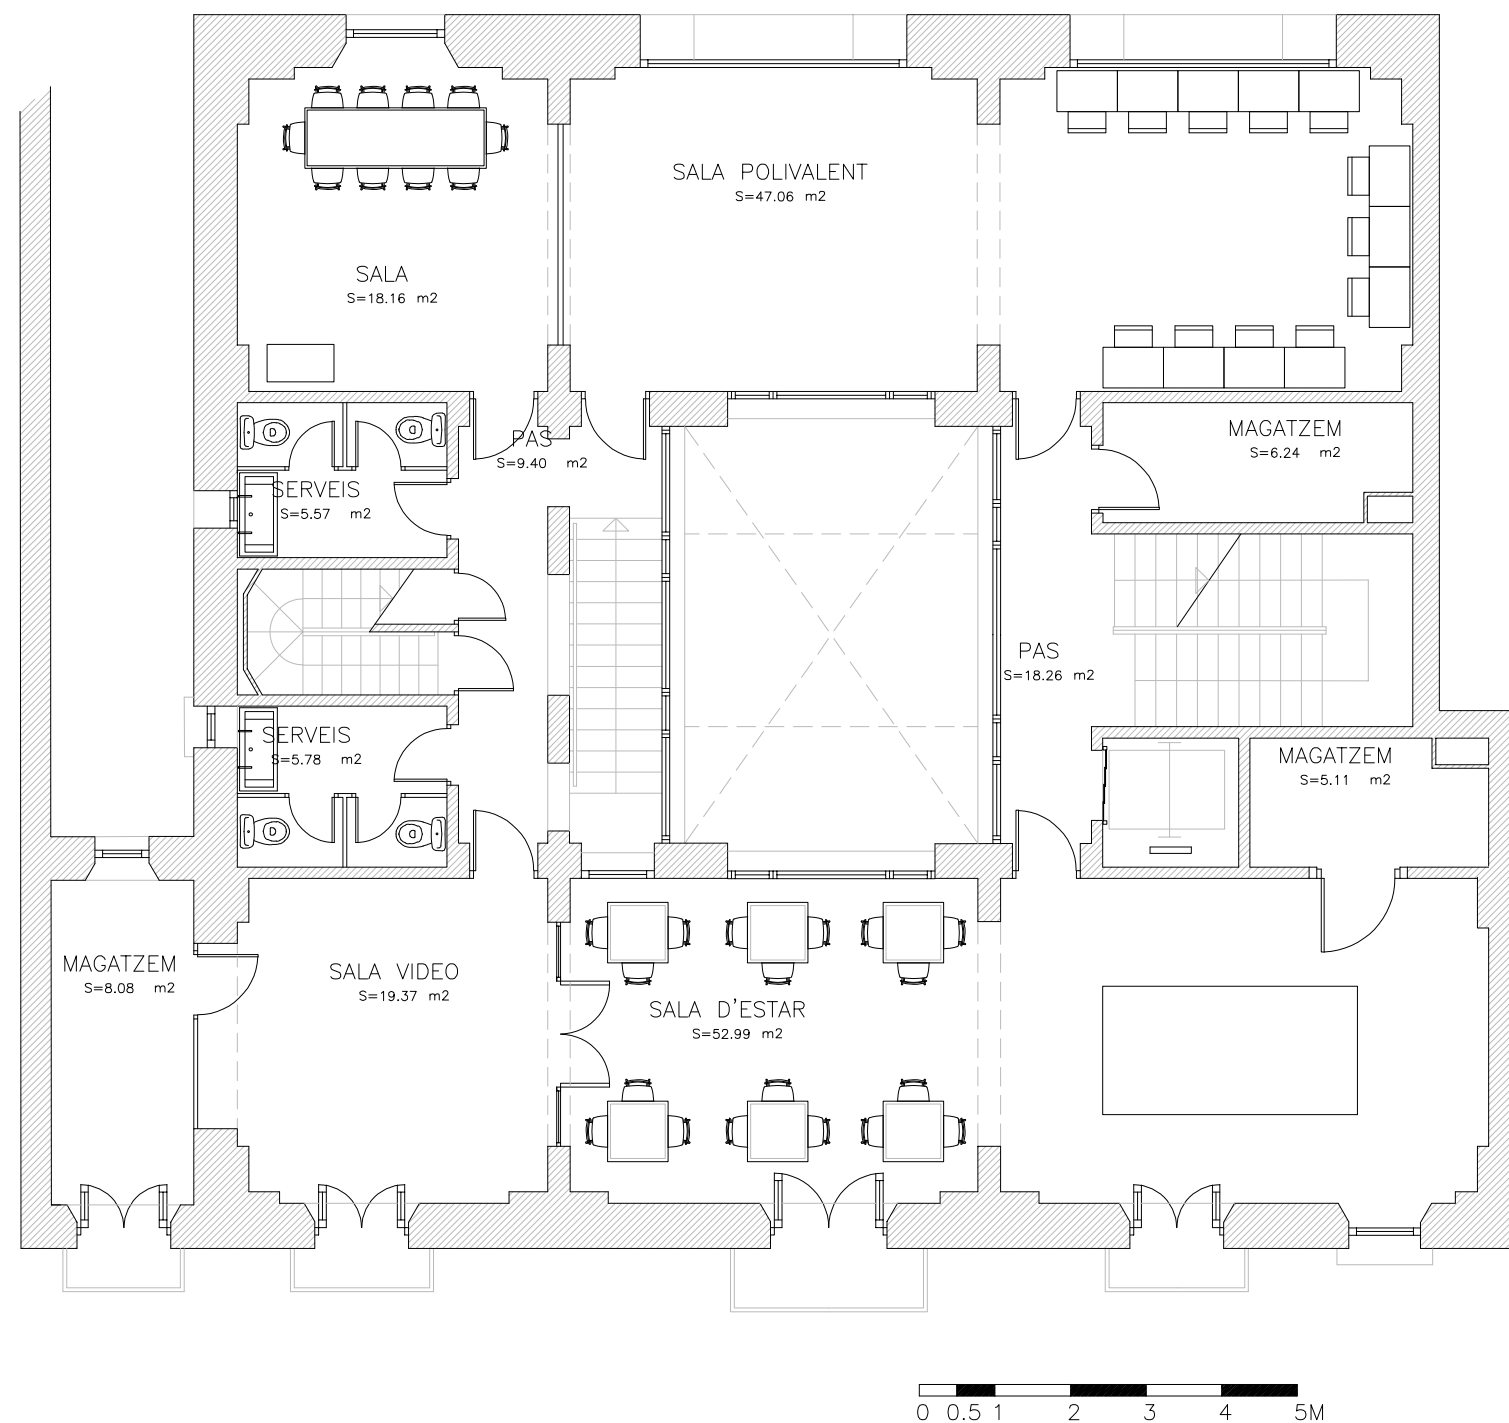 SALA POLIVALENT
S=47.06 m2
SALA
S=18.16 m2
PAS
S=9.40 m2
MAGATZEM
S=6.24 m2
SERVEIS
S=5.57 m2
PAS
S=18.26 m2
SERVEIS
S=5.78 m2
MAGATZEM
S=5.11 m2
MAGATZEM
S=8.08 m2
SALA VIDEO
S=19.37 m2
SALA D'ESTAR
S=52.99 m2
0 0.5 1 2 3 4 5M